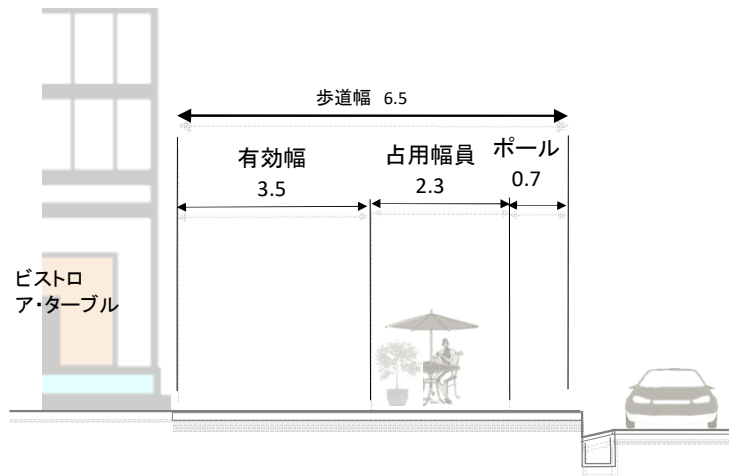 歩道幅 6.5
有効幅
3.5
占用幅員
2.3
ポール
0.7
ビストロ
ア・ターブル